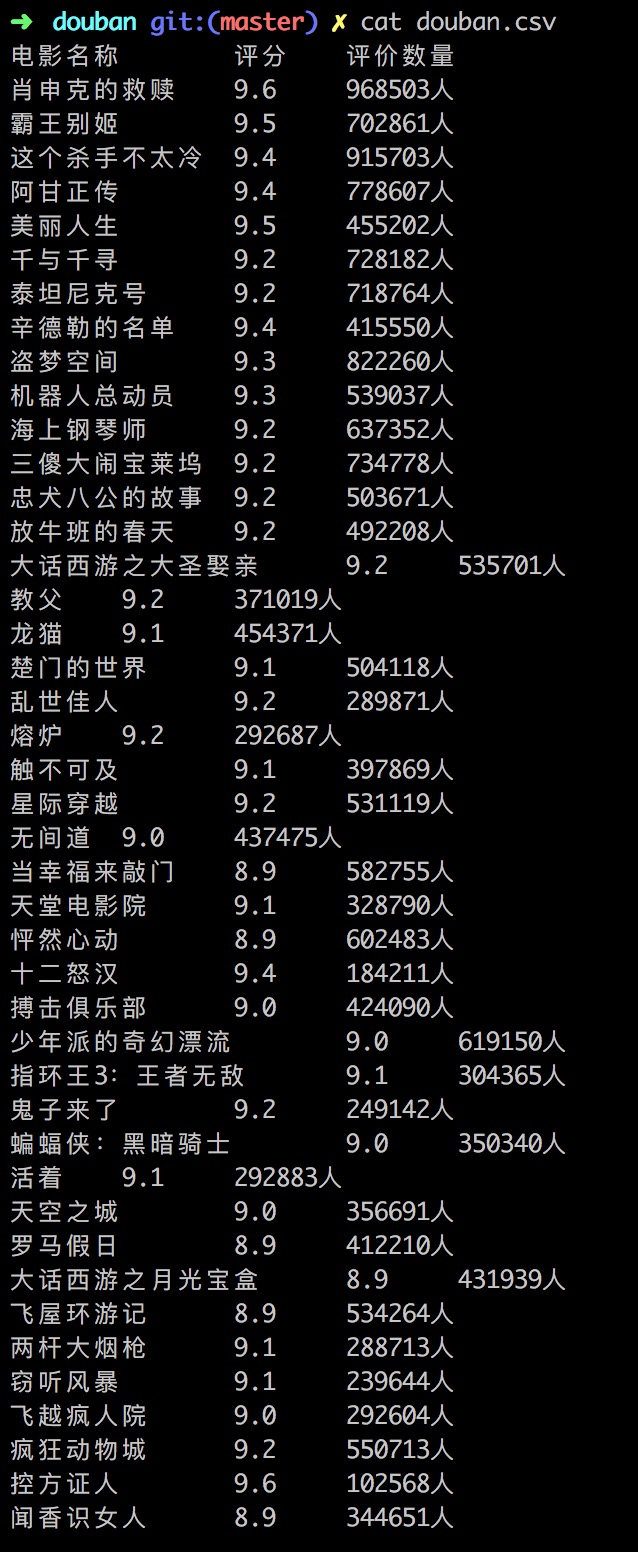 ➜ douban git:(master) ✗ cat douban.csv
电影名称 评分 评价数量
肖申克的救赎 9.6 968503人
霸王别姬 9.5 702861人
这个杀手不太冷 9.4 915703人
阿甘正传 9.4 778607人
美丽人生 9.5 455202人
千与千寻 9.2 728182人
泰坦尼克号 9.2 718764人
辛德勒的名单 9.4 415550人
盗梦空间 9.3 822260人
机器人总动员 9.3 539037人
海上钢琴师 9.2 637352人
三傻大闹宝莱坞 9.2 734778人
忠犬八公的故事 9.2 503671人
放牛班的春天 9.2 492208人
大话西游之大圣娶亲 9.2 535701人
教父 9.2 371019人
龙猫 9.1 454371人
楚门的世界 9.1 504118人
乱世佳人 9.2 289871人
熔炉 9.2 292687人
触不可及 9.1 397869人
星际穿越 9.2 531119人
无间道 9.0 437475人
当幸福来敲门 8.9 582755人
天堂电影院 9.1 328790人
怦然心动 8.9 602483人
十二怒汉 9.4 184211人
搏击俱乐部 9.0 424090人
少年派的奇幻漂流 9.0 619150人
指环王3：王者无敌 9.1 304365人
鬼子来了 9.2 249142人
蝙蝠侠：黑暗骑士 9.0 350340人
活着 9.1 292883人
天空之城 9.0 356691人
罗马假日 8.9 412210人
大话西游之月光宝盒 8.9 431939人
飞屋环游记 8.9 534264人
两杆大烟枪 9.1 288713人
窃听风暴 9.1 239644人
飞越疯人院 9.0 292604人
疯狂动物城 9.2 550713人
控方证人 9.6 102568人
闻香识女人 8.9 344651人